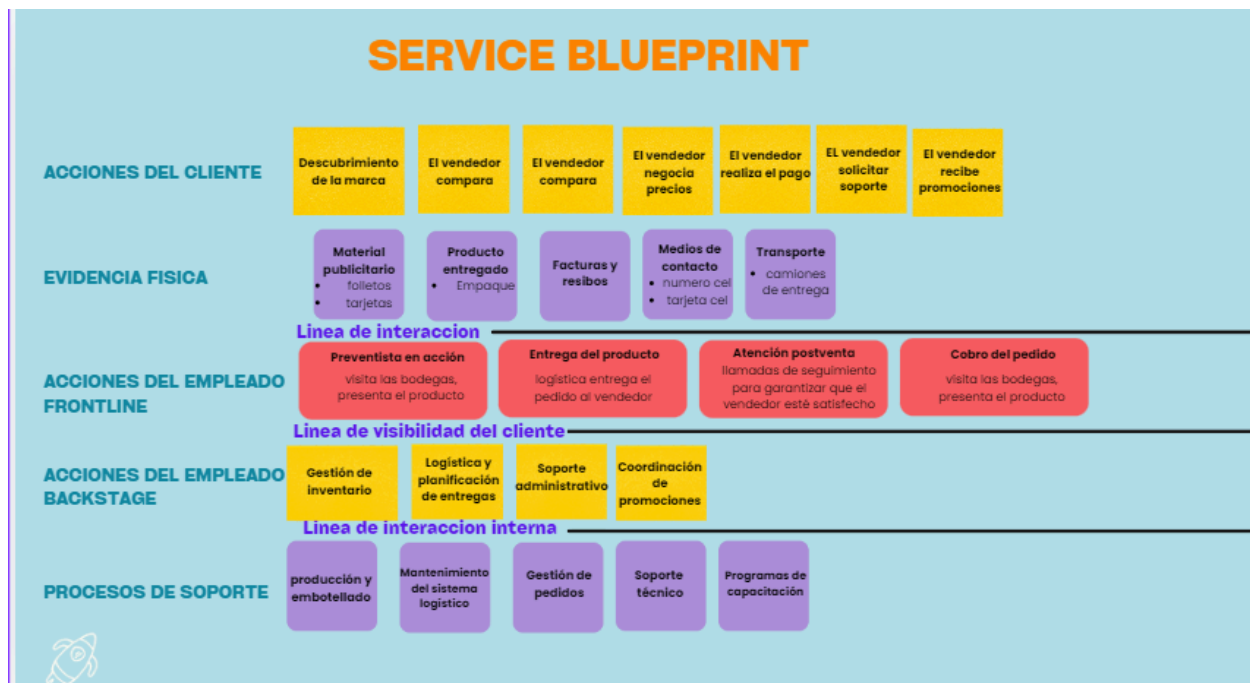 SERVICE BLUEPRINT
ACCIONES DEL CLIENTE
Descubrimiento
de la marca
El vendedor
compara
El vendedor
compara
El vendedor
negocia
precios
El vendedor
realiza el pago
EL vendedor
solicitar
soporte
El vendedor
recibe
promociones
EVIDENCIA FISICA
Material
publicitario
• folletos
• tarjetas
Producto
entregado
• Empaque
Facturas y
resibos
Medios de
contacto
• numero cel
• tarjeta cel
Transporte
• camiones
de entrega
Linea de interaccion
ACCIONES DEL EMPLEADO
FRONTLINE
Preventista en acción
visita las bodegas,
presenta el producto
Entrega del producto
logística entrega el
pedido al vendedor
Atención postventa
llamadas de seguimiento
para garantizar que el
vendedor esté satisfecho
Cobro del pedido
visita las bodegas,
presenta el producto
Linea de visibilidad del cliente
ACCIONES DEL EMPLEADO
BACKSTAGE
Gestión de
inventario
Logística y
planificación
de entregas
Soporte
administrativo
Coordinación
de
promociones
Linea de interaccion interna
PROCESOS DE SOPORTE
producción y
embotellado
Mantenimiento
del sistema
logístico
Gestión de
pedidos
Soporte
técnico
Programas de
capacitación